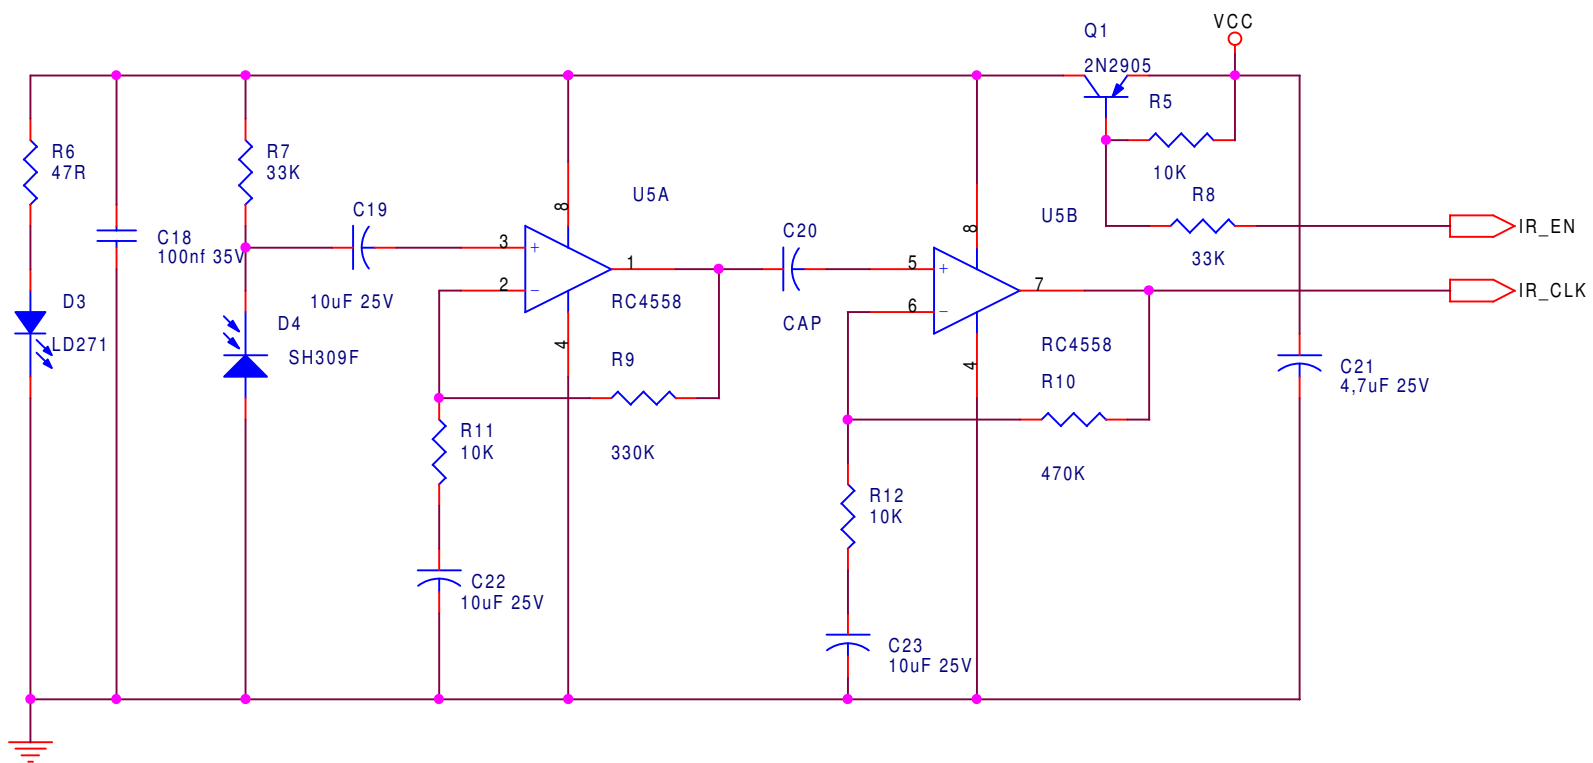 VCC
Q1
2N2905
R5
10K
R6
47R
R7
33K
C18
100nf 35V
C19
10uF 25V
U5A
8
3
+
2
−
1
4
RC4558
R8
33K
IR_EN
U5B
8
C20
CAP
5
+
6
−
7
4
RC4558
IR_CLK
D3
LD271
D4
SH309F
R9
330K
R10
470K
C21
4,7uF 25V
R11
10K
R12
10K
C22
10uF 25V
C23
10uF 25V